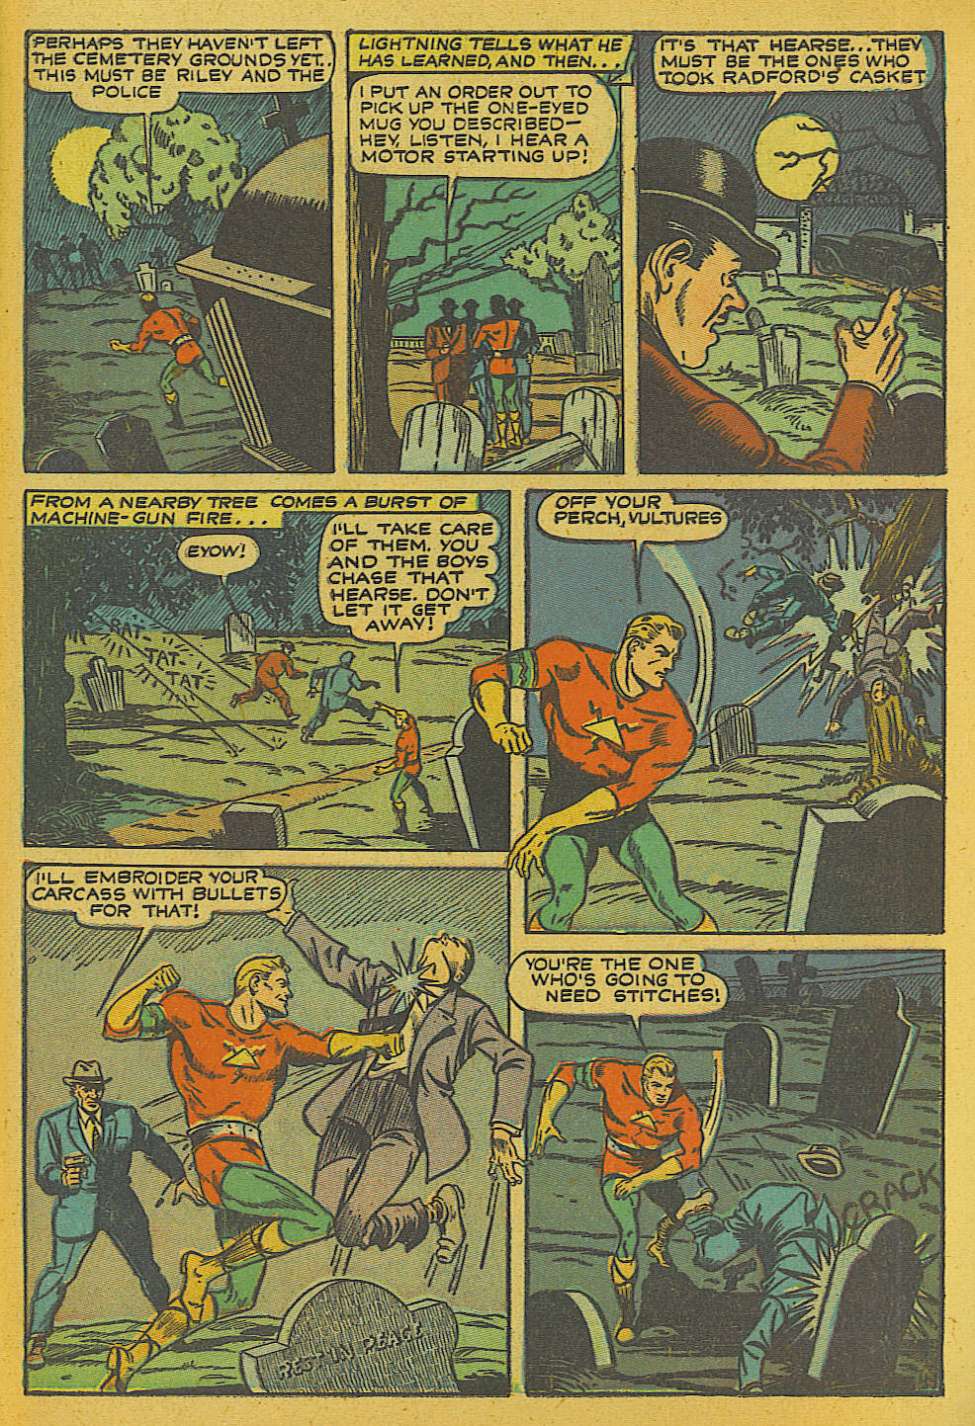 PERHAPS THEY HAVEN'T LEFT
THE CEMETERY GROUNDS YET..
THIS MUST BE RILEY AND THE
POLICE
LIGHTNING TELLS WHAT HE
HAS LEARNED, AND THEN...
I PUT AN ORDER OUT TO
PICK UP THE ONE-EYED
MUG YOU DESCRIBED—
HEY, LISTEN, I HEAR A
MOTOR STARTING UP!
IT'S THAT HEARSE...THEY
MUST BE THE ONES WHO
TOOK RADFORD'S CASKET
FROM A NEARBY TREE COMES A BURST OF
MACHINE-GUN FIRE...
EYOW!
I'LL TAKE CARE
OF THEM. YOU
AND THE BOYS
CHASE THAT
HEARSE. DON'T
LET IT GET
AWAY!
RAT-
TAT-
TAT-
OFF YOUR
PERCH, VULTURES
I'LL EMBROIDER YOUR
CARCASS WITH BULLETS
FOR THAT!
REST IN PEACE
YOU'RE THE ONE
WHO'S GOING TO
NEED STITCHES!
CRACK